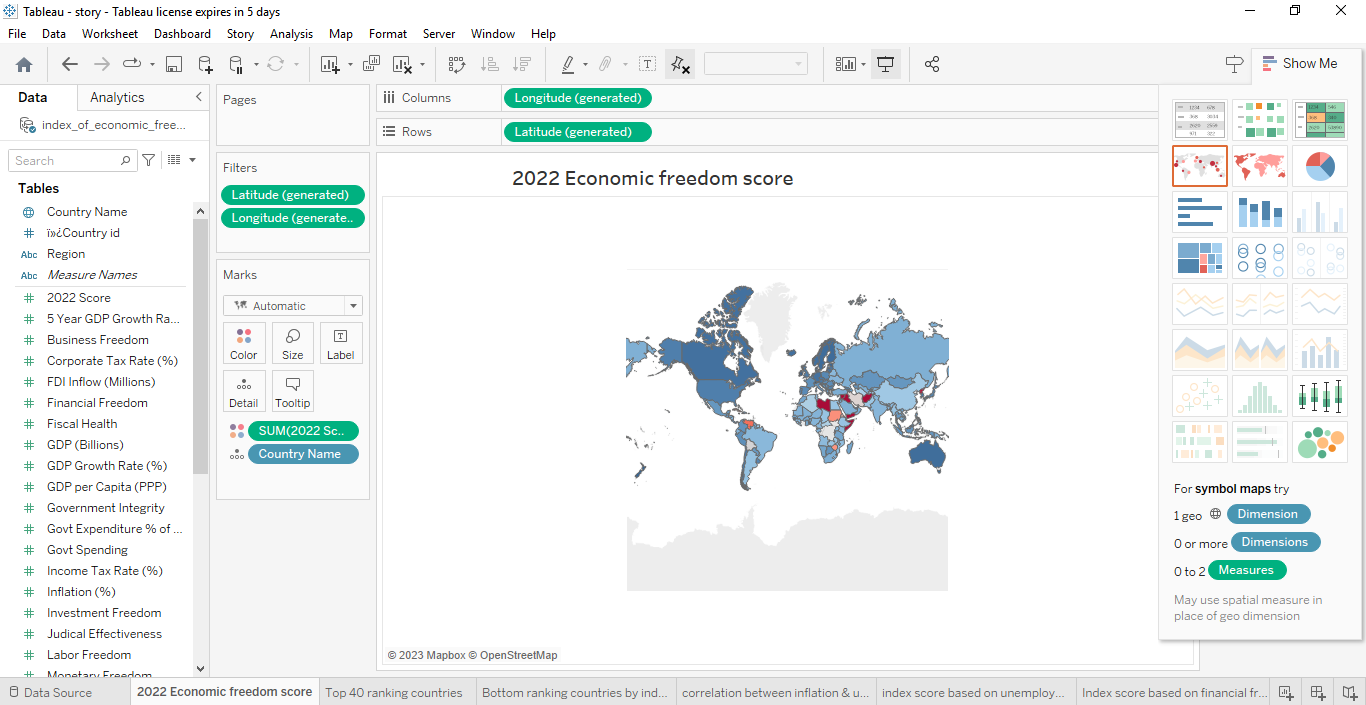 Tableau - story - Tableau license expires in 5 days
File Data Worksheet Dashboard Story Analysis Map Format Server Window Help
Show Me
Data Analytics
index_of_economic_free...
Search
Tables
Country Name
ï»¿Country id
Abc Region
Abc Measure Names
2022 Score
5 Year GDP Growth Ra...
Business Freedom
Corporate Tax Rate (%)
FDI Inflow (Millions)
Financial Freedom
Fiscal Health
GDP (Billions)
GDP Growth Rate (%)
GDP per Capita (PPP)
Government Integrity
Govt Expenditure % of ...
Govt Spending
Income Tax Rate (%)
Inflation (%)
Investment Freedom
Judical Effectiveness
Labor Freedom
Monetary Freedom
Pages
Filters
Latitude (generated)
Longitude (generate..
Marks
Automatic
Color Size Label
Detail Tooltip
SUM(2022 Sc..
Country Name
Columns Longitude (generated)
Rows Latitude (generated)
2022 Economic freedom score
© 2023 Mapbox © OpenStreetMap
For symbol maps try
1 geo Dimension
0 or more Dimensions
0 to 2 Measures
May use spatial measure in
place of geo dimension
Data Source 2022 Economic freedom score Top 40 ranking countries Bottom ranking countries by ind... correlation between inflation & u... index score based on unemploy... Index score based on financial fr...